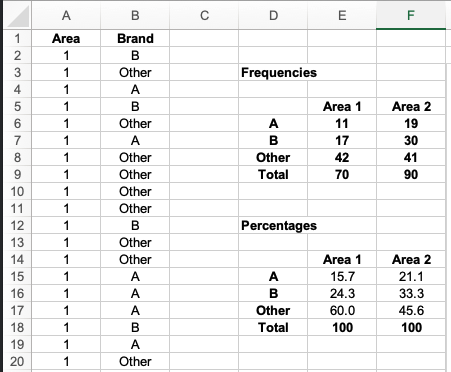 A B C D E F
1 Area Brand
2 1 B
3 1 Other Frequencies
4 1 A
5 1 B Area 1 Area 2
6 1 Other A 11 19
7 1 A B 17 30
8 1 Other Other 42 41
9 1 Other Total 70 90
10 1 Other
11 1 Other
12 1 B Percentages
13 1 Other
14 1 Other Area 1 Area 2
15 1 A A 15.7 21.1
16 1 A B 24.3 33.3
17 1 A Other 60.0 45.6
18 1 B Total 100 100
19 1 A
20 1 Other